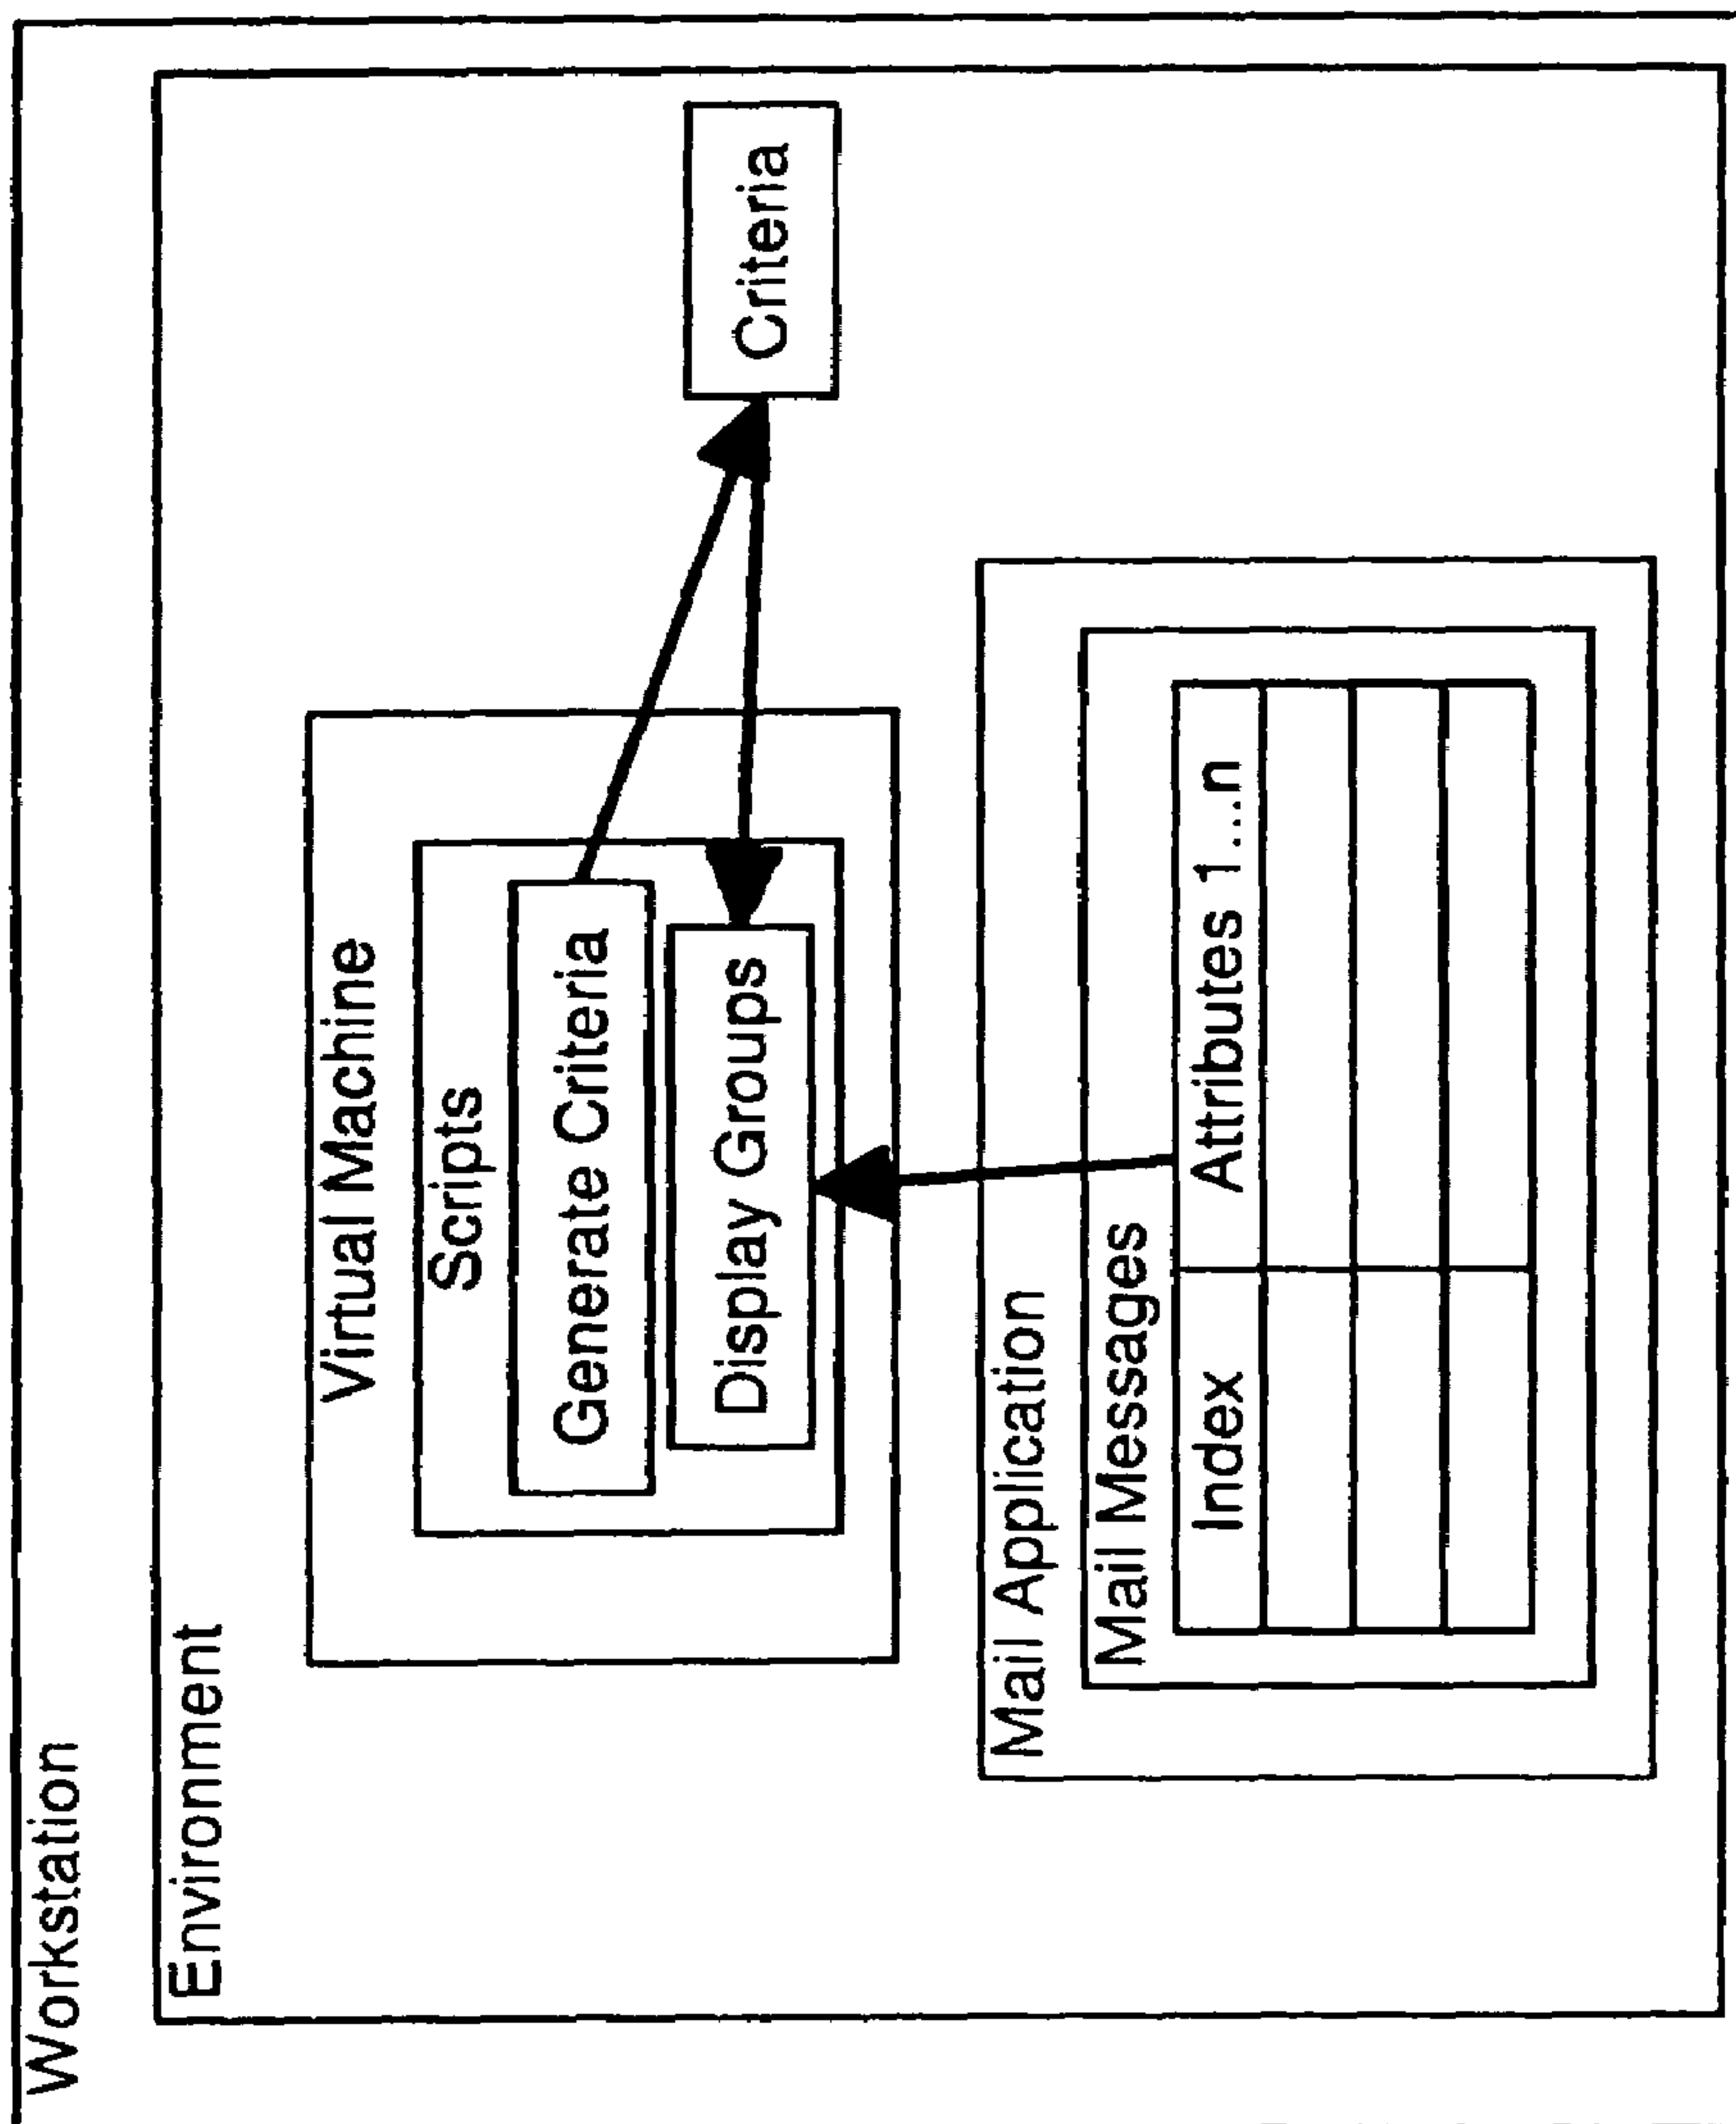 Workstation
Environment
Virtual Machine
Scripts
Generate Criteria
Display Groups
Criteria
Mail Application
Mail Messages
Index Attributes 1...n